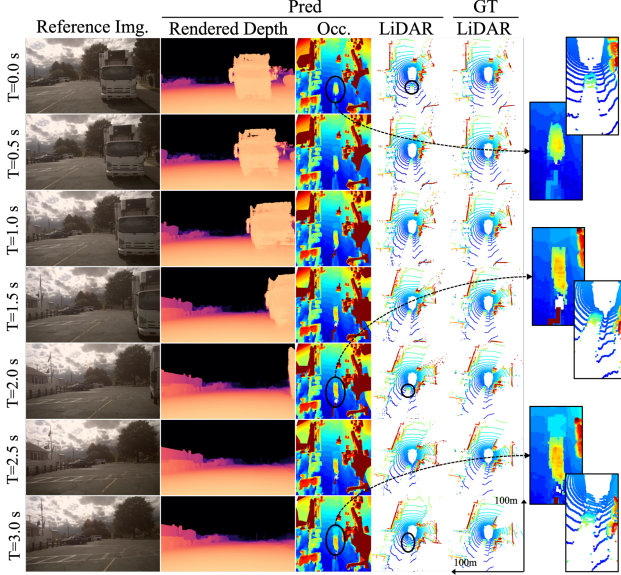 Pred
GT
Reference Img.
Rendered Depth
Occ.
LiDAR
LiDAR
T=0.0 s
T=0.5 s
T=1.0 s
T=1.5 s
T=2.0 s
T=2.5 s
T=3.0 s
100m
100m